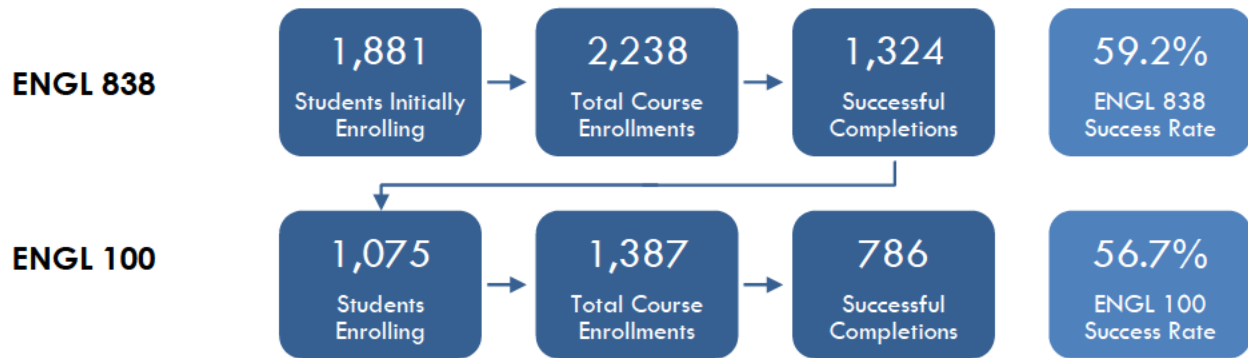 ENGL 838
1,881
Students Initially
Enrolling
2,238
Total Course
Enrollments
1,324
Successful
Completions
59.2%
ENGL 838
Success Rate
ENGL 100
1,075
Students
Enrolling
1,387
Total Course
Enrollments
786
Successful
Completions
56.7%
ENGL 100
Success Rate